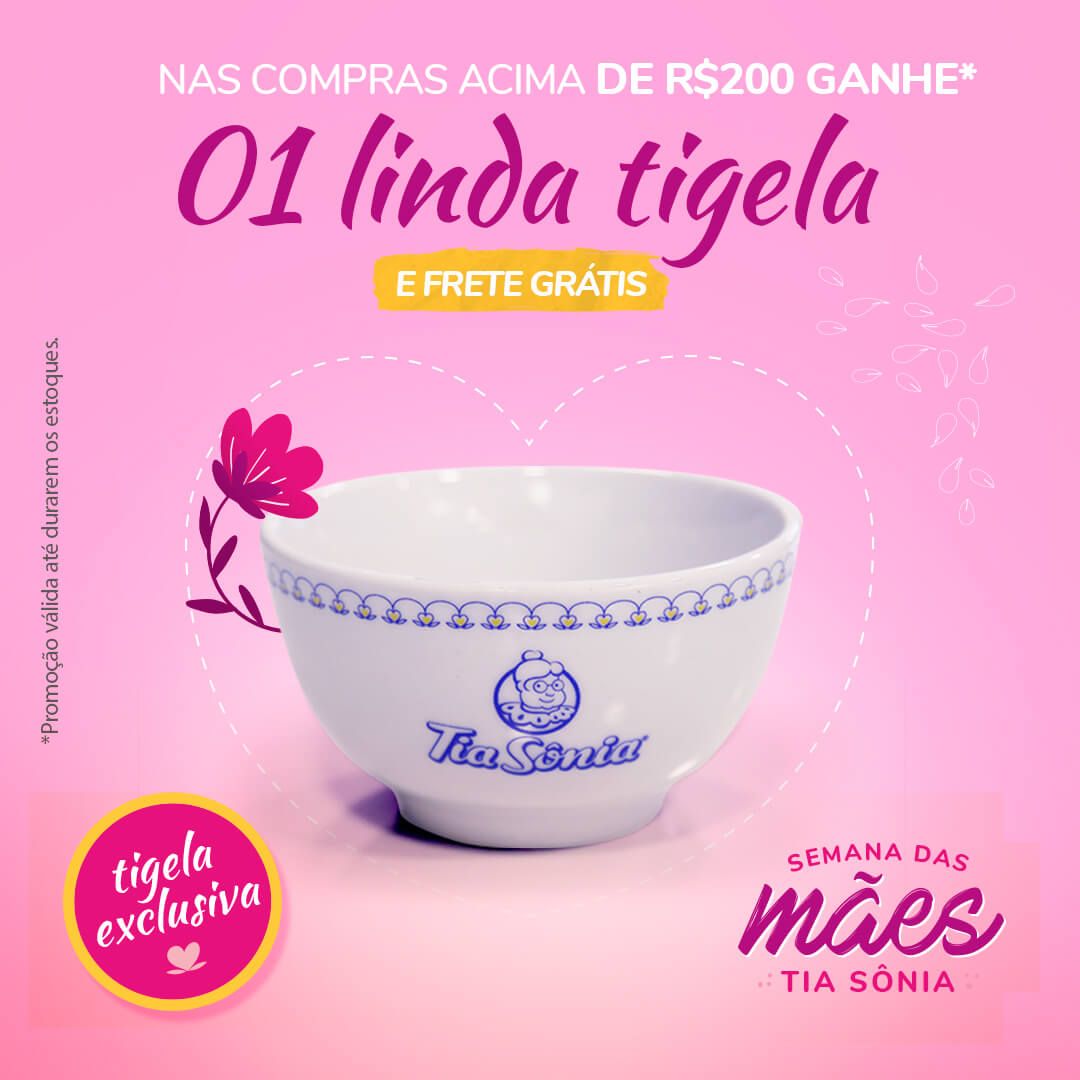 NAS COMPRAS ACIMA DE R$200 GANHE*
01 linda tigela
E FRETE GRÁTIS
*Promoção válida até durarem os estoques.
Tia Sônia
tigela
exclusiva
SEMANA DAS
mães
TIA SÔNIA